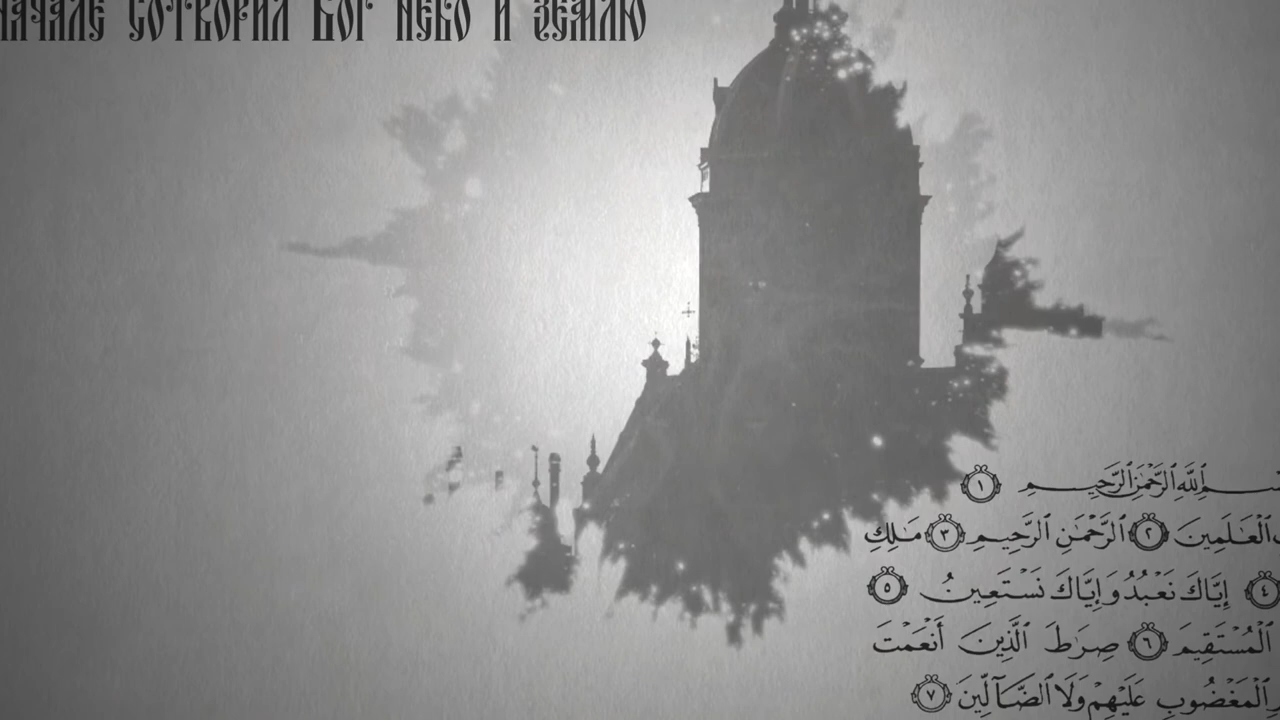 НАЧАЛЕ СОТВОРИЛ БОГ НЕБО И ЗЕМЛЮ
ٱللَّهِ ٱلرَّحْمَٰنِ ٱلرَّحِيمِ ١
ٱلْعَٰلَمِينَ ٢ ٱلرَّحْمَٰنِ ٱلرَّحِيمِ ٣ مَٰلِكِ
٤ إِيَّاكَ نَعْبُدُ وَإِيَّاكَ نَسْتَعِينُ ٥
ٱلْمُسْتَقِيمَ ٦ صِرَٰطَ ٱلَّذِينَ أَنْعَمْتَ
ٱلْمَغْضُوبِ عَلَيْهِمْ وَلَا ٱلضَّآلِّينَ ٧